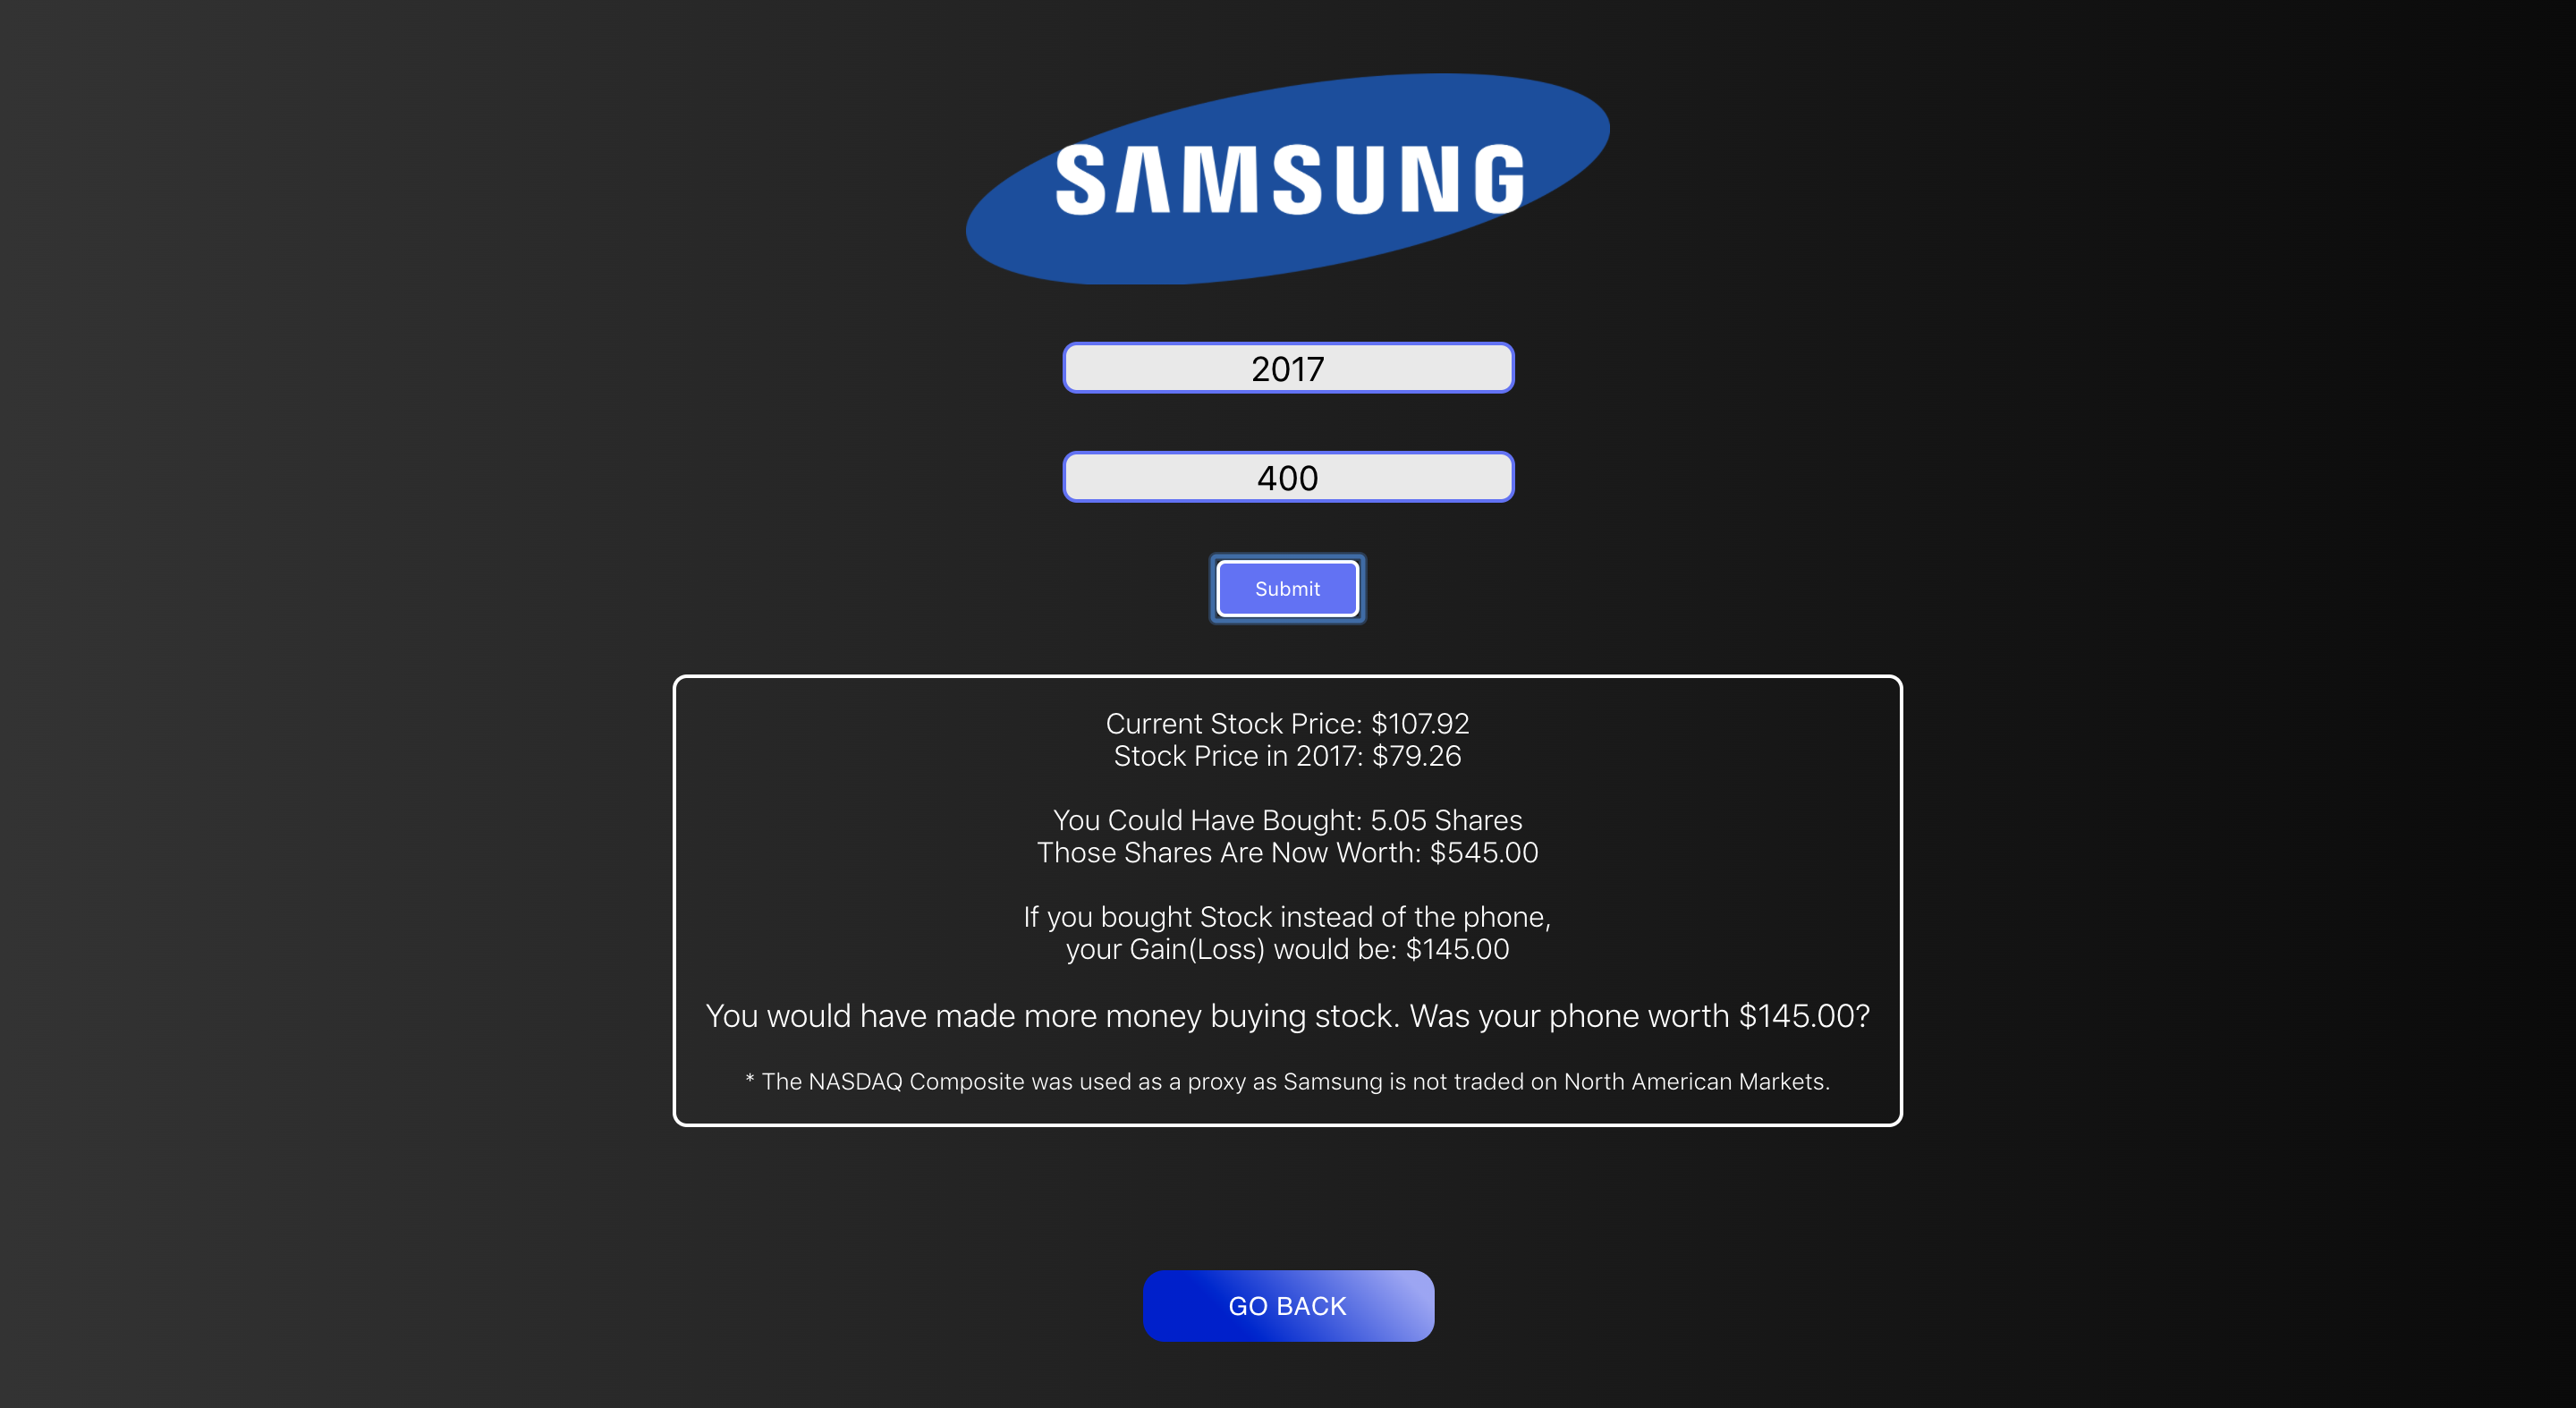 SAMSUNG
2017
400
Submit
Current Stock Price: $107.92
Stock Price in 2017: $79.26
You Could Have Bought: 5.05 Shares
Those Shares Are Now Worth: $545.00
If you bought Stock instead of the phone,
your Gain(Loss) would be: $145.00
You would have made more money buying stock. Was your phone worth $145.00?
* The NASDAQ Composite was used as a proxy as Samsung is not traded on North American Markets.
GO BACK